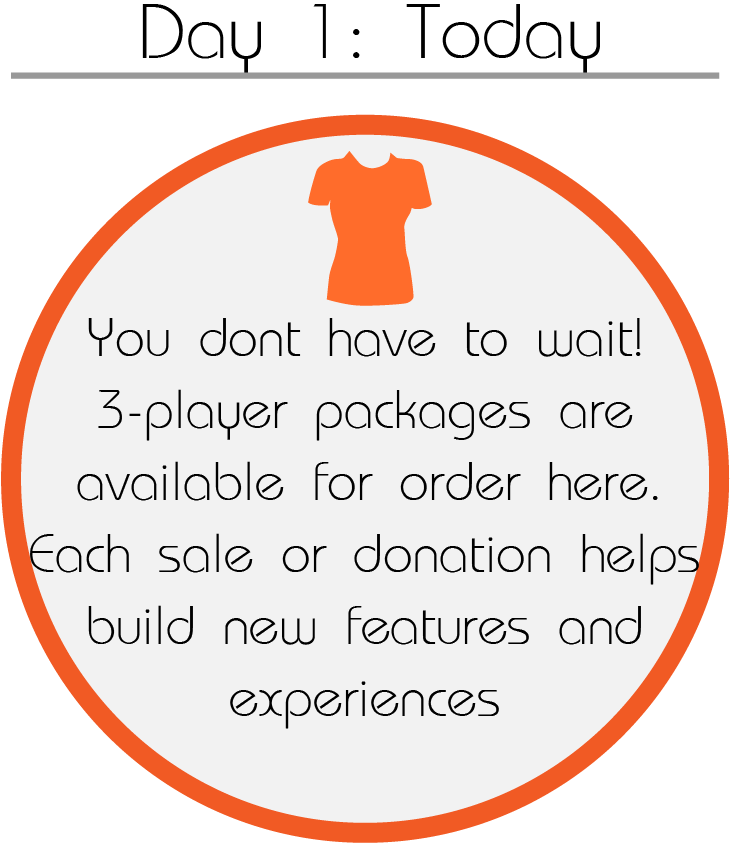 Day 1: Today
You dont have to wait!
3-player packages are
available for order here.
Each sale or donation helps
build new features and
experiences